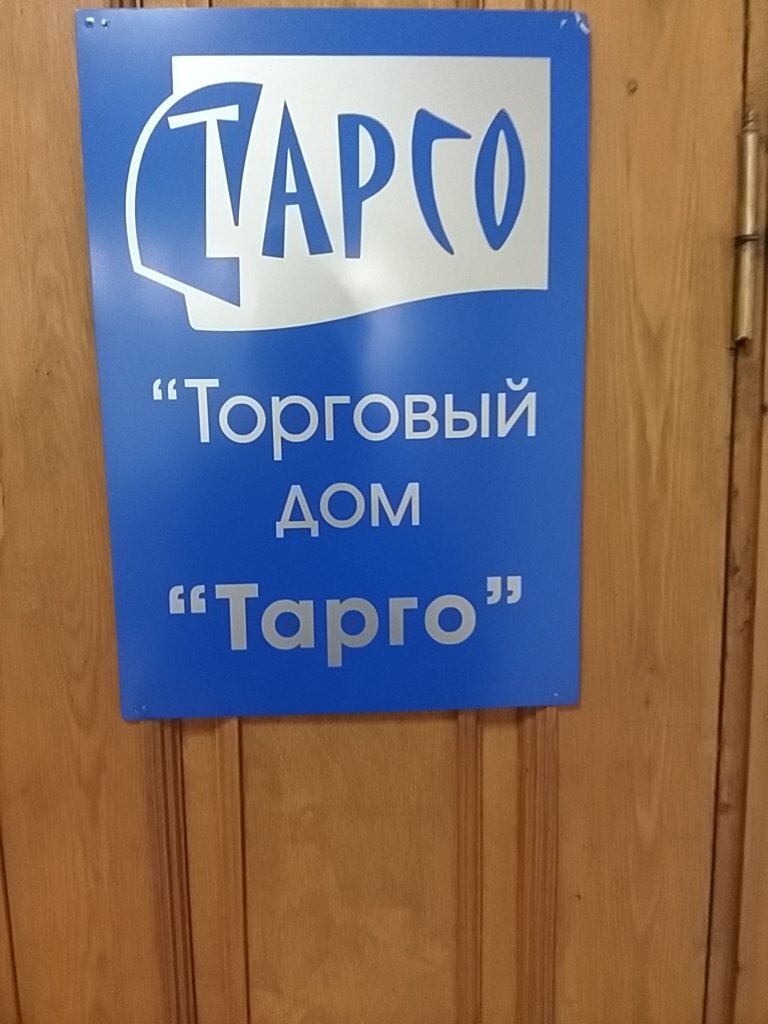 ТАРГО
“Торговый
дом
“Тарго”